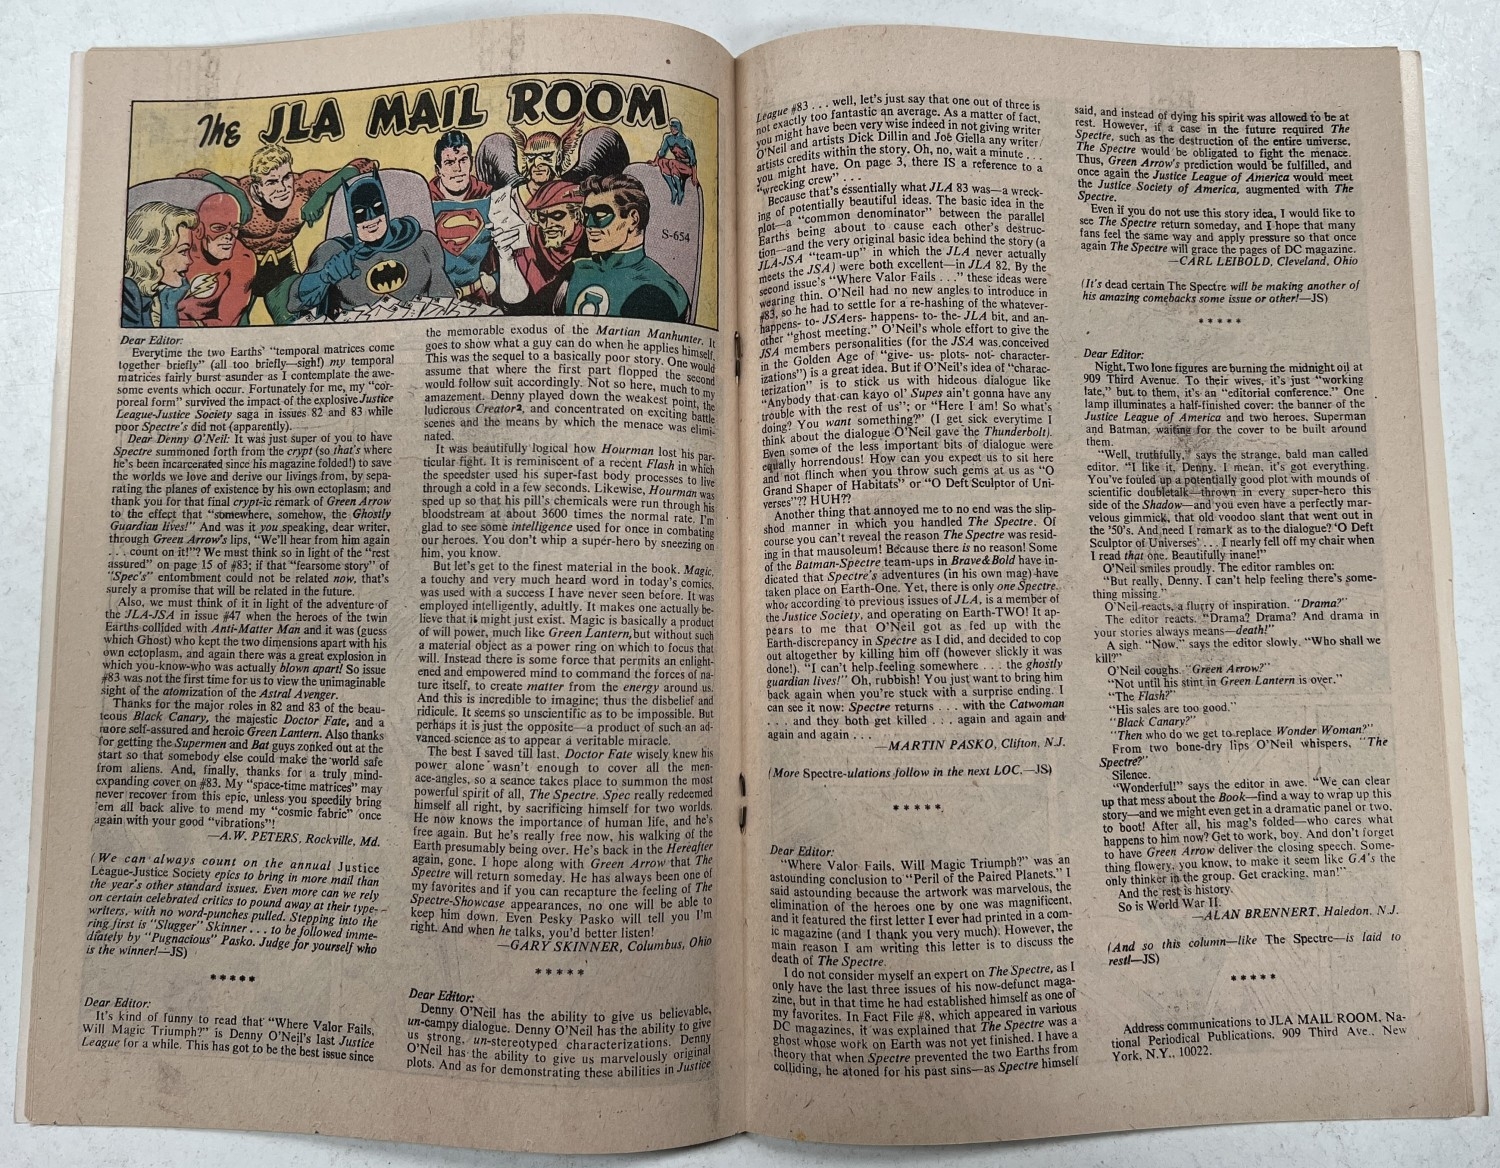 The JLA MAIL ROOM
S-654
Dear Editor:
Everytime the two Earths' "temporal matrices come
together briefly" (all too briefly—sigh!) my temporal
matrices fairly burst asunder as I contemplate the awe-
some events which occur. Fortunately for me, my "cor-
poreal form" survived the impact of the explosive Justice
League-Justice Society saga in issues 82 and 83 while
poor Spectre's did not (apparently).
Dear Denny O'Neil: It was just super of you to have
Spectre summoned forth from the crypt (so that's where
he's been incarcerated since his magazine folded!) to save
the worlds we love and derive our livings from, by sepa-
rating the planes of existence by his own ectoplasm; and
thank you for that final crypt-ic remark of Green Arrow
to the effect that "somewhere, somehow, the Ghostly
Guardian lives!" And was it you speaking, dear writer,
through Green Arrow's lips, "We'll hear from him again
. . . count on it!"? We must think so in light of the "rest
assured" on page 15 of #83; if that "fearsome story" of
"Spec's" entombment could not be related now, that's
surely a promise that will be related in the future.
Also, we must think of it in light of the adventure of
the JLA-JSA in issue #47 when the heroes of the twin
Earths collided with Anti-Matter Man and it was (guess
which Ghost) who kept the two dimensions apart with his
own ectoplasm, and again there was a great explosion in
which you-know-who was actually blown apart! So issue
#83 was not the first time for us to view the unimaginable
sight of the atomization of the Astral Avenger.
Thanks for the major roles in 82 and 83 of the beau-
teous Black Canary, the majestic Doctor Fate, and a
more self-assured and heroic Green Lantern. Also thanks
for getting the Supermen and Bat guys zonked out at the
start so that somebody else could make the world safe
from aliens. And, finally, thanks for a truly mind-
expanding cover on #83. My "space-time matrices" may
never recover from this epic, unless you speedily bring
'em all back alive to mend my "cosmic fabric" once
again with your good "vibrations"!
—A.W. PETERS, Rockville, Md.
(We can always count on the annual Justice
League-Justice Society epics to bring in more mail than
the year's other standard issues. Even more can we rely
on certain celebrated critics to pound away at their type-
writers, with no word-punches pulled. Stepping into the
ring first is "Slugger" Skinner . . . to be followed imme-
diately by "Pugnacious" Pasko. Judge for yourself who
is the winner!—JS)
* * * * *
Dear Editor:
It's kind of funny to read that "Where Valor Fails,
Will Magic Triumph?" is Denny O'Neil's last Justice
League for a while. This has got to be the best issue since
the memorable exodus of the Martian Manhunter. It
goes to show what a guy can do when he applies himself.
This was the sequel to a basically poor story. One would
assume that where the first part flopped the second
would follow suit accordingly. Not so here, much to my
amazement. Denny played down the weakest point, the
ludicrous Creator², and concentrated on exciting battle
scenes and the means by which the menace was elimi-
nated.
It was beautifully logical how Hourman lost his par-
ticular fight. It is reminiscent of a recent Flash in which
the speedster used his super-fast body processes to live
through a cold in a few seconds. Likewise, Hourman was
sped up so that his pill's chemicals were run through his
bloodstream at about 3600 times the normal rate. I'm
glad to see some intelligence used for once in combating
our heroes. You don't whip a super-hero by sneezing on
him, you know.
But let's get to the finest material in the book. Magic,
a touchy and very much heard word in today's comics,
was used with a success I have never seen before. It was
employed intelligently, adultly. It makes one actually be-
lieve that it might just exist. Magic is basically a product
of will power, much like Green Lantern, but without such
a material object as a power ring on which to focus that
will. Instead there is some force that permits an enlight-
ened and empowered mind to command the forces of na-
ture itself, to create matter from the energy around us.
And this is incredible to imagine; thus the disbelief and
ridicule. It seems so unscientific as to be impossible. But
perhaps it is just the opposite—a product of such an ad-
vanced science as to appear a veritable miracle.
The best I saved till last. Doctor Fate wisely knew his
power alone wasn't enough to cover all the men-
ace-angles, so a seance takes place to summon the most
powerful spirit of all, The Spectre. Spec really redeemed
himself all right, by sacrificing himself for two worlds.
He now knows the importance of human life, and he's
free again. But he's really free now, his walking of the
Earth presumably being over. He's back in the Hereafter
again, gone. I hope along with Green Arrow that The
Spectre will return someday. He has always been one of
my favorites and if you can recapture the feeling of The
Spectre-Showcase appearances, no one will be able to
keep him down. Even Pesky Pasko will tell you I'm
right. And when he talks, you'd better listen!
—GARY SKINNER, Columbus, Ohio
* * * * *
Dear Editor:
Denny O'Neil has the ability to give us believable,
un-campy dialogue. Denny O'Neil has the ability to give
us strong, un-stereotyped characterizations. Denny
O'Neil has the ability to give us marvelously original
plots. And as for demonstrating these abilities in Justice
League #83 . . . well, let's just say that one out of three is
not exactly too fantastic an average. As a matter of fact,
you might have been very wise indeed in not giving writer
O'Neil and artists Dick Dillin and Joe Giella any writer/
artists credits within the story. Oh, no, wait a minute . . .
you might have. On page 3, there IS a reference to a
"wrecking crew" . . .
Because that's essentially what JLA 83 was—a wreck-
ing of potentially beautiful ideas. The basic idea in the
plot—a "common denominator" between the parallel
Earths being about to cause each other's destruc-
tion—and the very original basic idea behind the story (a
JLA-JSA "team-up" in which the JLA never actually
meets the JSA) were both excellent—in JLA 82. By the
second issue's "Where Valor Fails . . ." these ideas were
wearing thin. O'Neil had no new angles to introduce in
#83, so he had to settle for a re-hashing of the whatever-
happens- to- JSAers- happens- to- the- JLA bit, and an-
other "ghost meeting." O'Neil's whole effort to give the
JSA members personalities (for the JSA was conceived
in the Golden Age of "give- us- plots- not- character-
izations") is a great idea. But if O'Neil's idea of "charac-
terization" is to stick us with hideous dialogue like
"Anybody that can kayo ol' Supes ain't gonna have any
trouble with the rest of us"; or "Here I am! So what's
doing? You want something?" (I get sick everytime I
think about the dialogue O'Neil gave the Thunderbolt).
Even some of the less important bits of dialogue were
equally horrendous! How can you expect us to sit here
and not flinch when you throw such gems at us as "O
Grand Shaper of Habitats" or "O Deft Sculptor of Uni-
verses"?? HUH??
Another thing that annoyed me to no end was the slip-
shod manner in which you handled The Spectre. Of
course you can't reveal the reason The Spectre was resid-
ing in that mausoleum! Because there is no reason! Some
of the Batman-Spectre team-ups in Brave&Bold have in-
dicated that Spectre's adventures (in his own mag) have
taken place on Earth-One. Yet, there is only one Spectre,
who, according to previous issues of JLA, is a member of
the Justice Society, and operating on Earth-TWO! It ap-
pears to me that O'Neil got as fed up with the
Earth-discrepancy in Spectre as I did, and decided to cop
out altogether by killing him off (however slickly it was
done!). "I can't help feeling somewhere . . . the ghostly
guardian lives!" Oh, rubbish! You just want to bring him
back again when you're stuck with a surprise ending. I
can see it now: Spectre returns . . . with the Catwoman
. . . and they both get killed . . . again and again and
again and again . . .
—MARTIN PASKO, Clifton, N.J.
(More Spectre-ulations follow in the next LOC.—JS)
* * * * *
Dear Editor:
"Where Valor Fails, Will Magic Triumph?" was an
astounding conclusion to "Peril of the Paired Planets." I
said astounding because the artwork was marvelous, the
elimination of the heroes one by one was magnificent,
and it featured the first letter I ever had printed in a com-
ic magazine (and I thank you very much). However, the
main reason I am writing this letter is to discuss the
death of The Spectre.
I do not consider myself an expert on The Spectre, as I
only have the last three issues of his now-defunct maga-
zine, but in that time he had established himself as one of
my favorites. In Fact File #8, which appeared in various
DC magazines, it was explained that The Spectre was a
ghost whose work on Earth was not yet finished. I have a
theory that when Spectre prevented the two Earths from
colliding, he atoned for his past sins—as Spectre himself
said, and instead of dying his spirit was allowed to be at
rest. However, if a case in the future required The
Spectre, such as the destruction of the entire universe,
The Spectre would be obligated to fight the menace.
Thus, Green Arrow's prediction would be fulfilled, and
once again the Justice League of America would meet
the Justice Society of America, augmented with The
Spectre.
Even if you do not use this story idea, I would like to
see The Spectre return someday, and I hope that many
fans feel the same way and apply pressure so that once
again The Spectre will grace the pages of DC magazine.
—CARL LEIBOLD, Cleveland, Ohio
(It's dead certain The Spectre will be making another of
his amazing comebacks some issue or other!—JS)
* * * * *
Dear Editor:
Night. Two lone figures are burning the midnight oil at
909 Third Avenue. To their wives, it's just "working
late," but to them, it's an "editorial conference." One
lamp illuminates a half-finished cover: the banner of the
Justice League of America and two heroes, Superman
and Batman, waiting for the cover to be built around
them.
"Well, truthfully," says the strange, bald man called
editor. "I like it, Denny. I mean, it's got everything.
You've fouled up a potentially good plot with mounds of
scientific doubletalk—thrown in every super-hero this
side of the Shadow—and you even have a perfectly mar-
velous gimmick, that old voodoo slant that went out in
the '50's. And need I remark as to the dialogue? 'O Deft
Sculptor of Universes' . . . I nearly fell off my chair when
I read that one. Beautifully inane!"
O'Neil smiles proudly. The editor rambles on:
"But really, Denny. I can't help feeling there's some-
thing missing."
O'Neil reacts, a flurry of inspiration. "Drama?"
The editor reacts. "Drama? Drama? And drama in
your stories always means—death!"
A sigh. "Now," says the editor slowly. "Who shall we
kill?"
O'Neil coughs. "Green Arrow?"
"Not until his stint in Green Lantern is over."
"The Flash?"
"His sales are too good."
"Black Canary?"
"Then who do we get to replace Wonder Woman?"
From two bone-dry lips O'Neil whispers, "The
Spectre?"
Silence.
"Wonderful!" says the editor in awe. "We can clear
up that mess about the Book—find a way to wrap up this
story—and we might even get in a dramatic panel or two,
to boot! After all, his mag's folded—who cares what
happens to him now? Get to work, boy. And don't forget
to have Green Arrow deliver the closing speech. Some-
thing flowery, you know, to make it seem like GA's the
only thinker in the group. Get cracking, man!"
And the rest is history.
So is World War II.
—ALAN BRENNERT, Haledon, N.J.
(And so this column—like The Spectre—is laid to
rest!—JS)
* * * * *
Address communications to JLA MAIL ROOM, Na-
tional Periodical Publications, 909 Third Ave., New
York, N.Y., 10022.